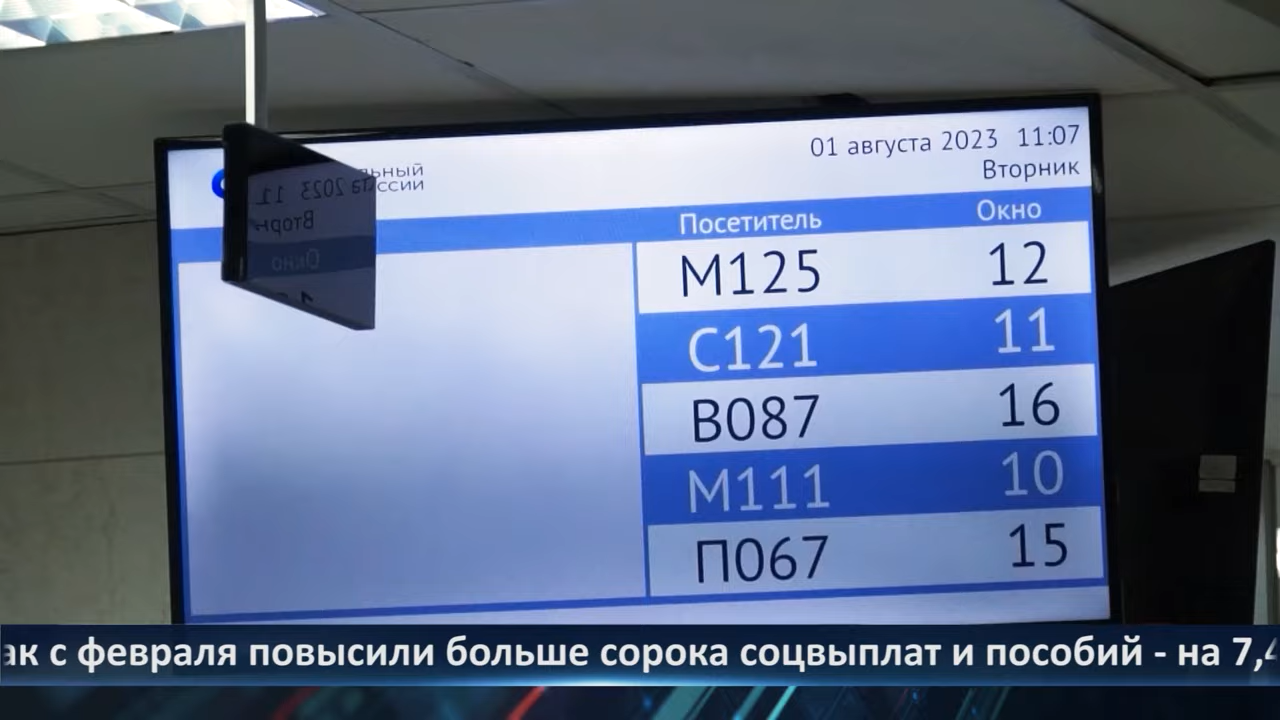 01 августа 2023 11:07
Вторник
Посетитель Окно
М125 12
С121 11
В087 16
М111 10
П067 15
с февраля повысили больше сорока соцвыплат и пособий - на 7,4